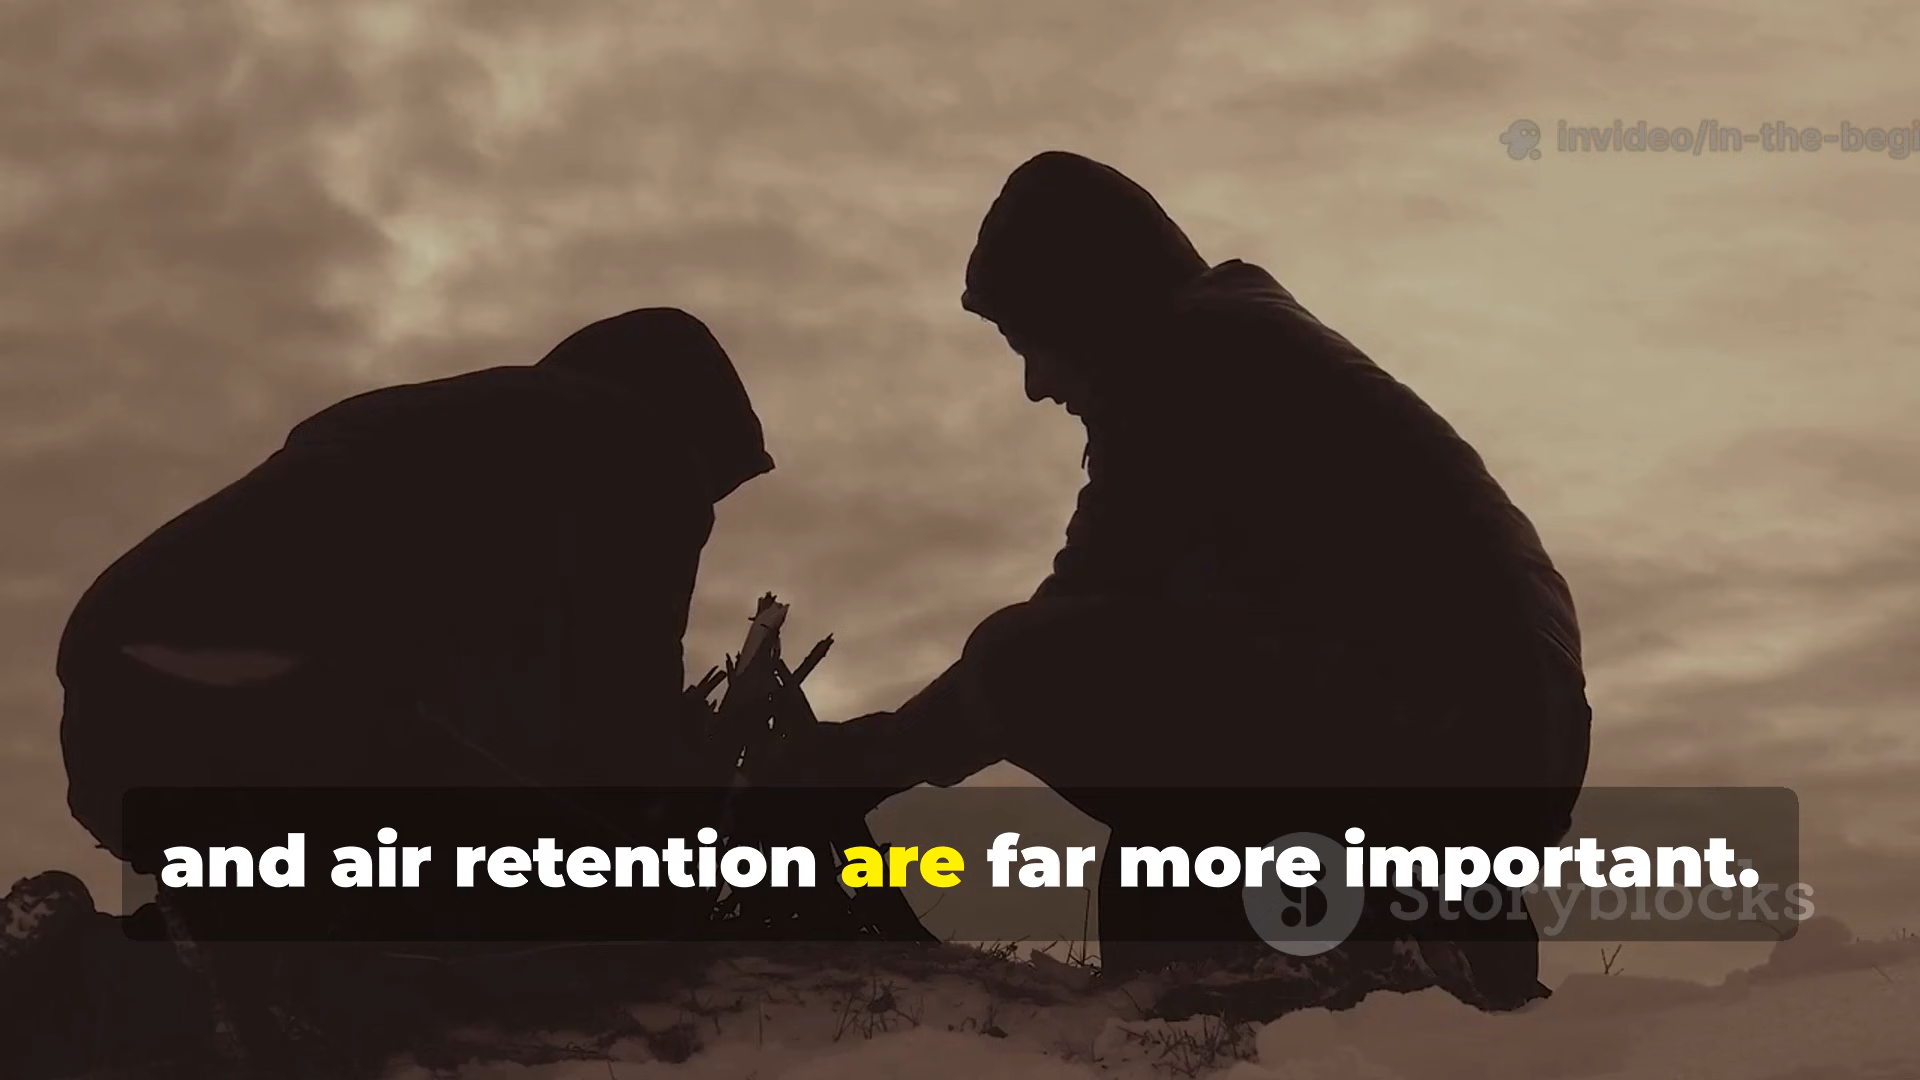 invideo/in-the-begi
and air retention are far more important.
Storyblocks